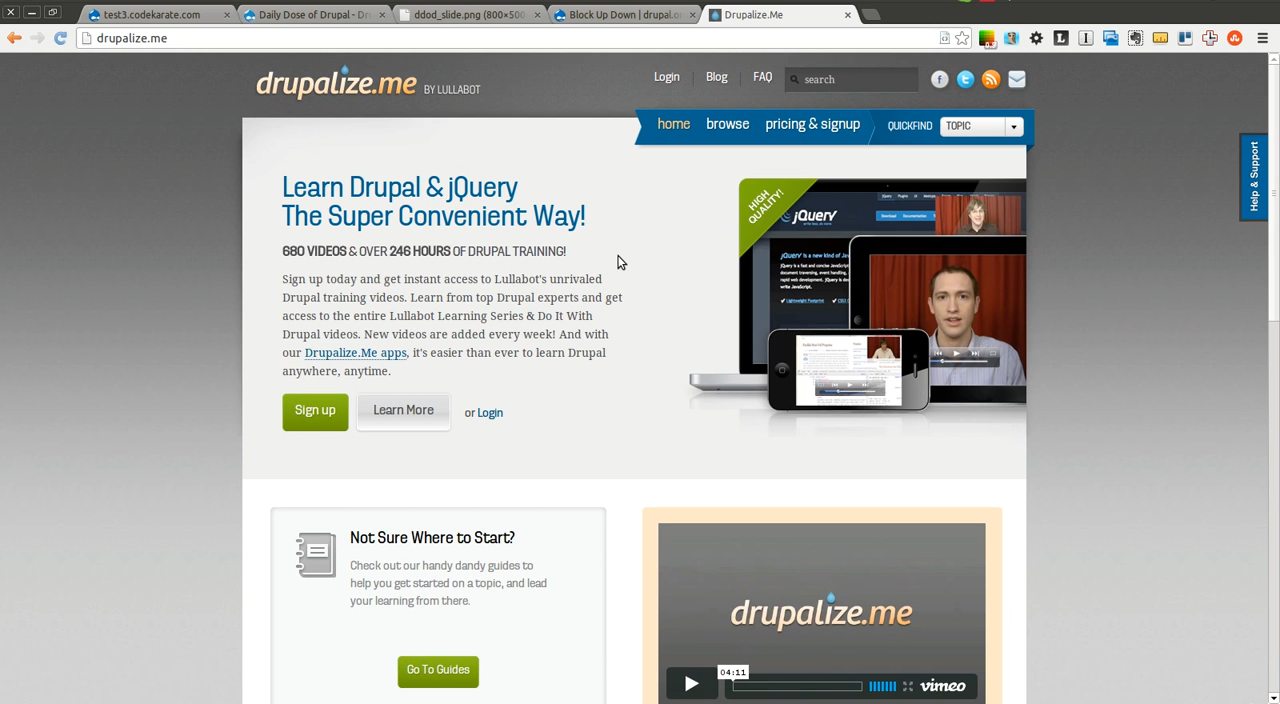 test3.codekarate.com
Daily Dose of Drupal - Dru
ddod_slide.png (800×500
Block Up Down | drupal.or
Drupalize.Me
drupalize.me
drupalize.me BY LULLABOT
Login
Blog
FAQ
search
home
browse
pricing & signup
QUICKFIND
TOPIC
Help & Support
Learn Drupal & jQuery
The Super Convenient Way!
680 VIDEOS & OVER 246 HOURS OF DRUPAL TRAINING!
Sign up today and get instant access to Lullabot's unrivaled
Drupal training videos. Learn from top Drupal experts and get
access to the entire Lullabot Learning Series & Do It With
Drupal videos. New videos are added every week! And with
our Drupalize.Me apps, it's easier than ever to learn Drupal
anywhere, anytime.
Sign up
Learn More
or Login
HIGH
QUALITY!
jQuery
Not Sure Where to Start?
Check out our handy dandy guides to
help you get started on a topic, and lead
your learning from there.
Go To Guides
drupalize.me
04:11
vimeo